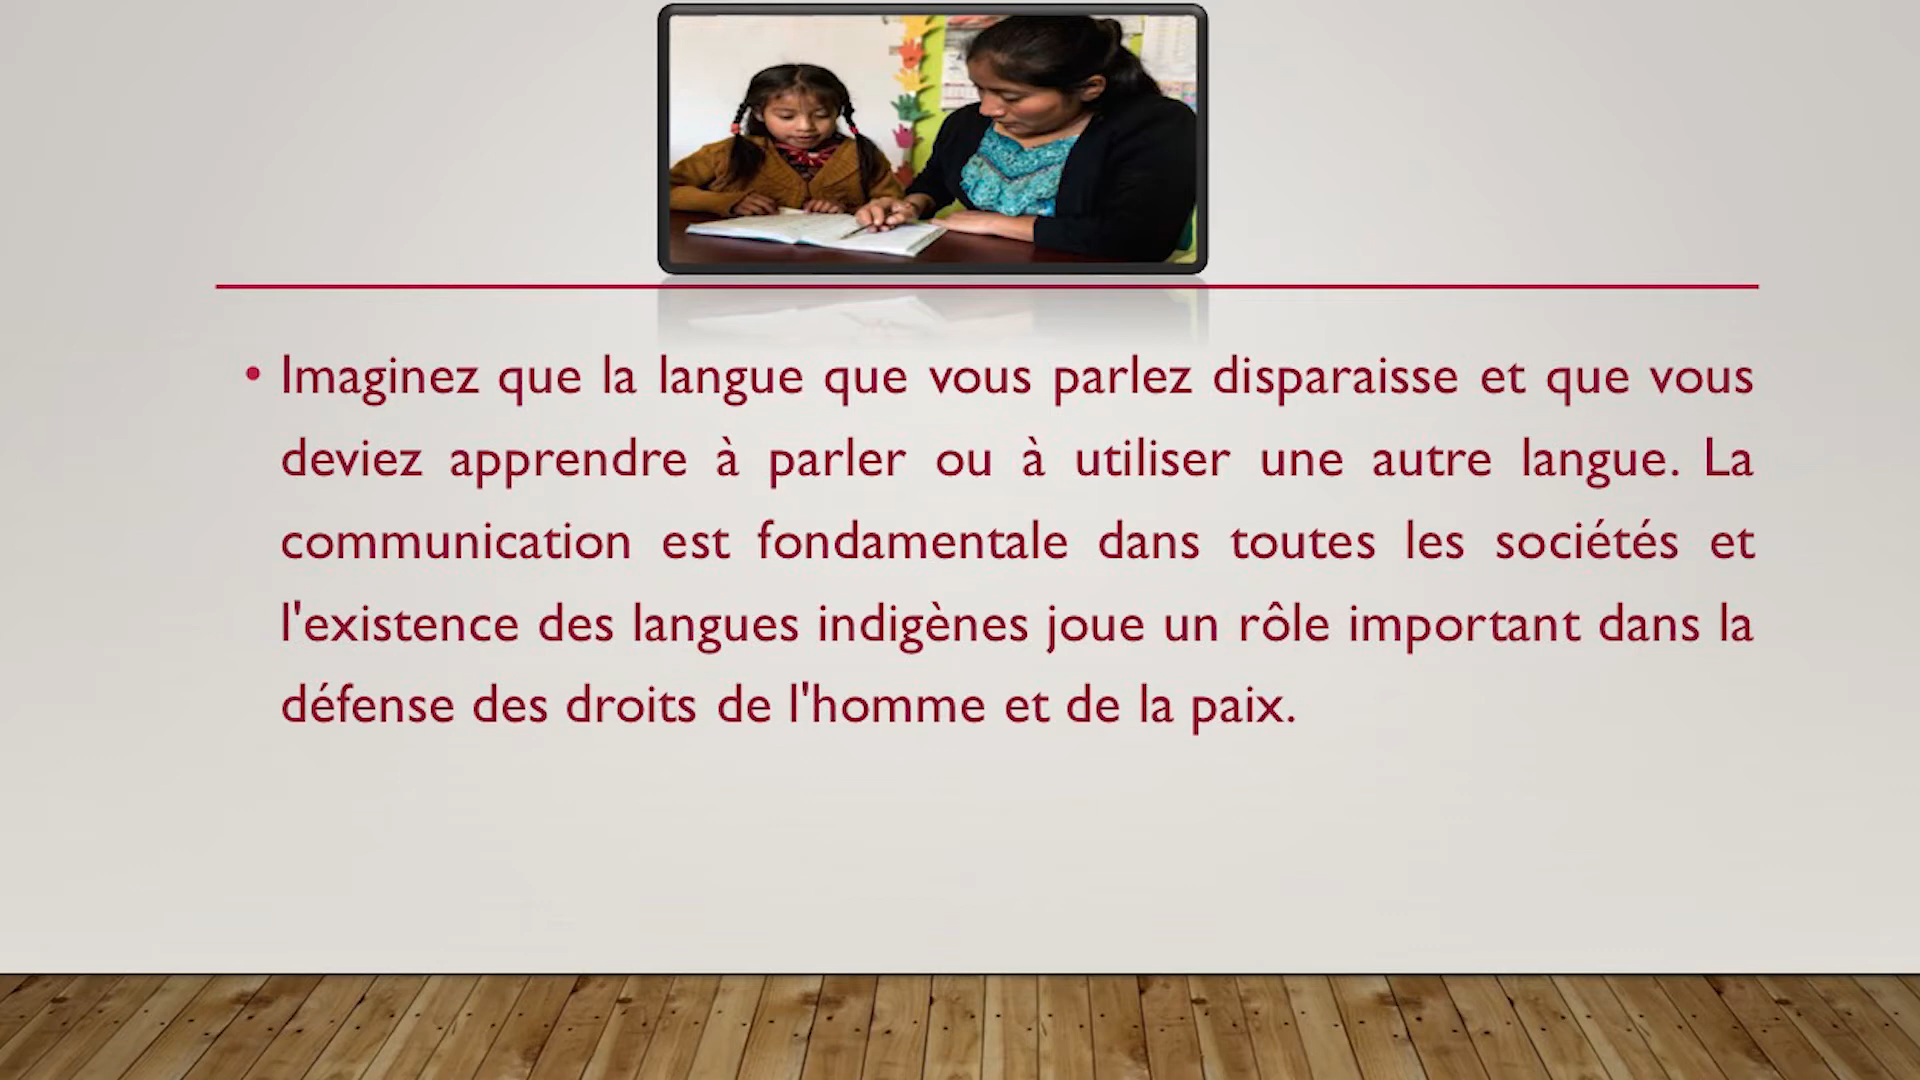 • Imaginez que la langue que vous parlez disparaisse et que vous
deviez apprendre à parler ou à utiliser une autre langue. La
communication est fondamentale dans toutes les sociétés et
l'existence des langues indigènes joue un rôle important dans la
défense des droits de l'homme et de la paix.